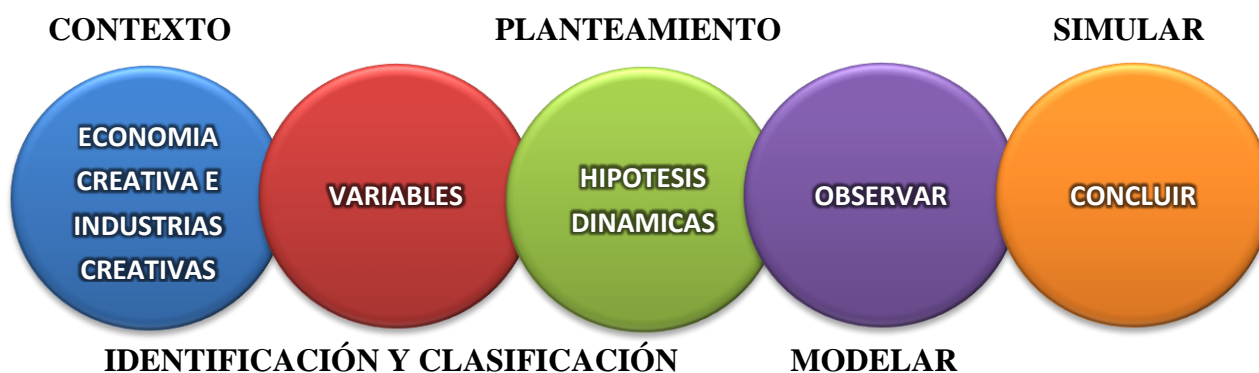 CONTEXTO
PLANTEAMIENTO
SIMULAR
ECONOMIA
CREATIVA E
INDUSTRIAS
CREATIVAS
VARIABLES
HIPOTESIS
DINAMICAS
OBSERVAR
CONCLUIR
IDENTIFICACIÓN Y CLASIFICACIÓN
MODELAR